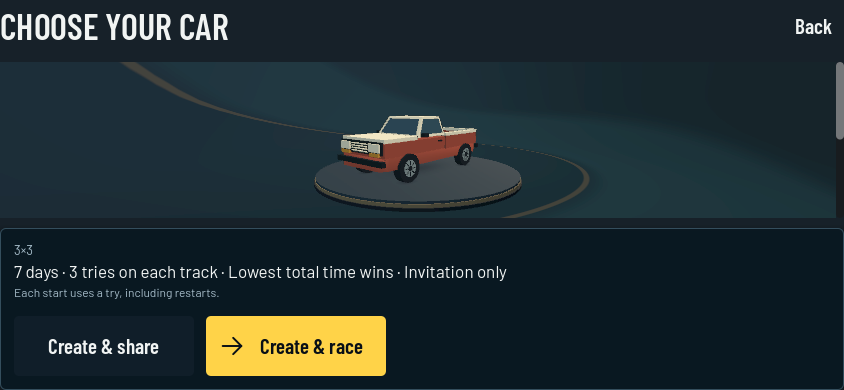 CHOOSE YOUR CAR
Back
3×3
7 days · 3 tries on each track · Lowest total time wins · Invitation only
Each start uses a try, including restarts.
Create & share
→ Create & race